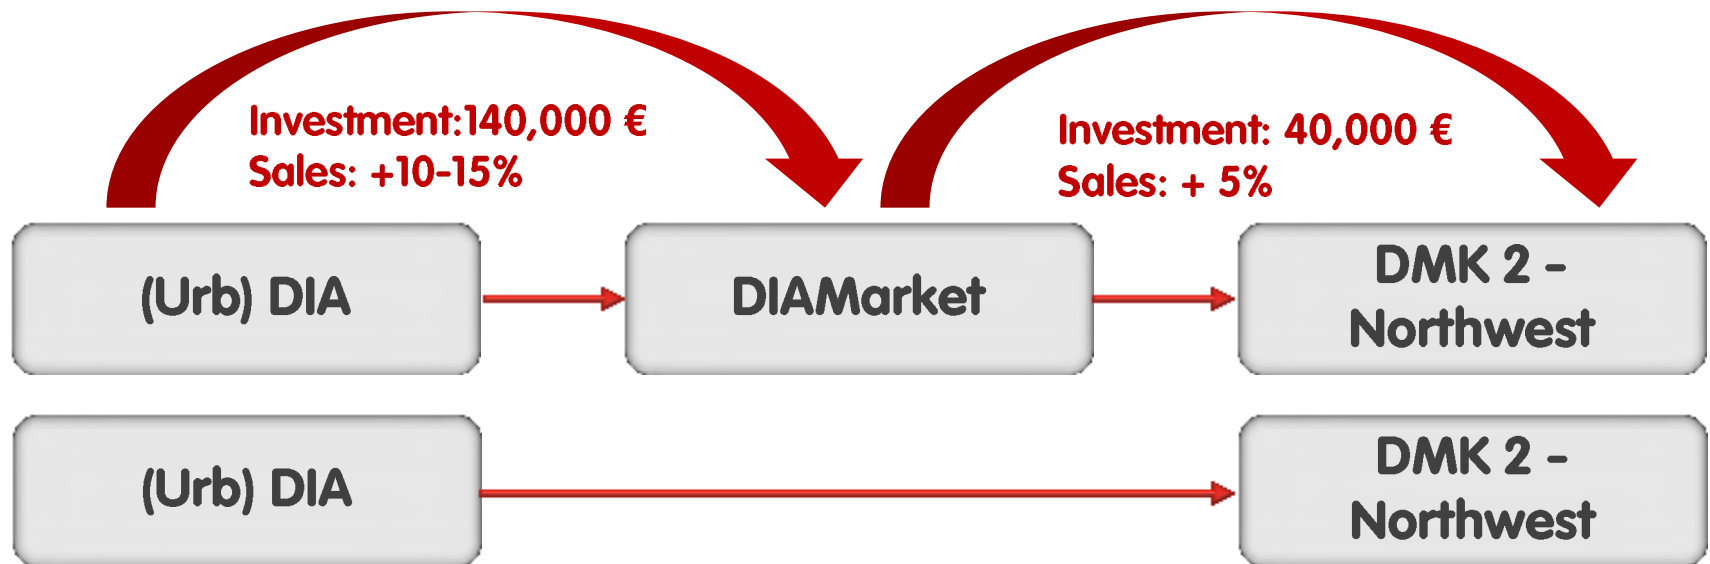 Investment:140,000 €
Sales: +10-15%
Investment: 40,000 €
Sales: + 5%
(Urb) DIA
DIAMarket
DMK 2 -
Northwest
(Urb) DIA
DMK 2 -
Northwest